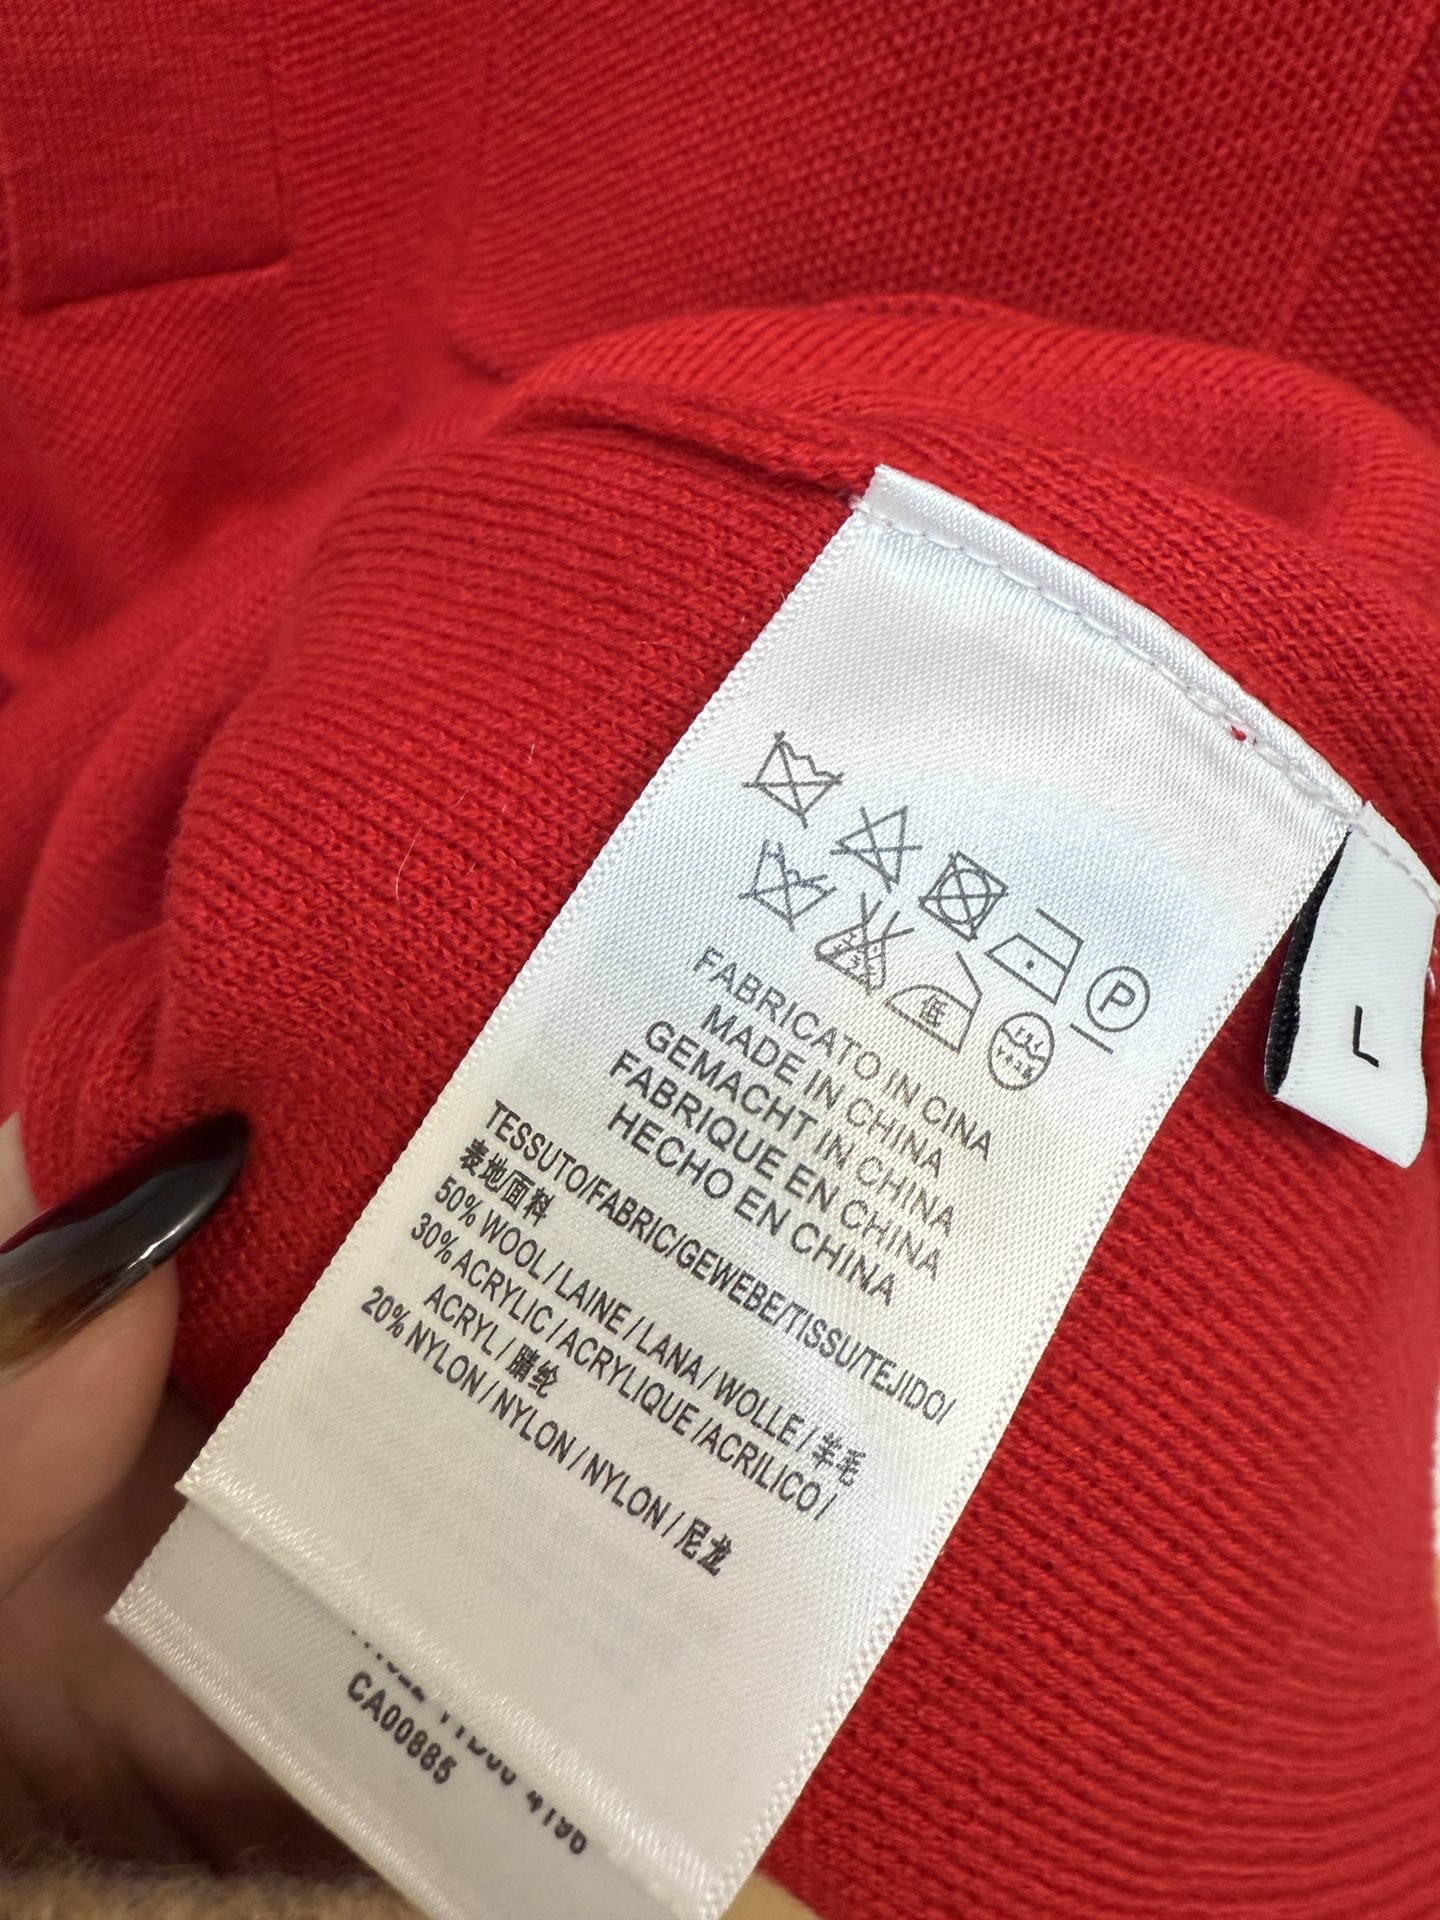 P
低
FABRICATO IN CINA
MADE IN CHINA
GEMACHT IN CHINA
FABRIQUE EN CHINA
HECHO EN CHINA
TESSUTO/FABRIC/GEWEBE/TISSU/TEJIDO/
表地/面料
50% WOOL / LAINE / LANA / WOLLE / 羊毛
30% ACRYLIC / ACRYLIQUE / ACRILICO /
ACRYL / 腈纶
20% NYLON / NYLON / NYLON / 尼龙
CA00885
L